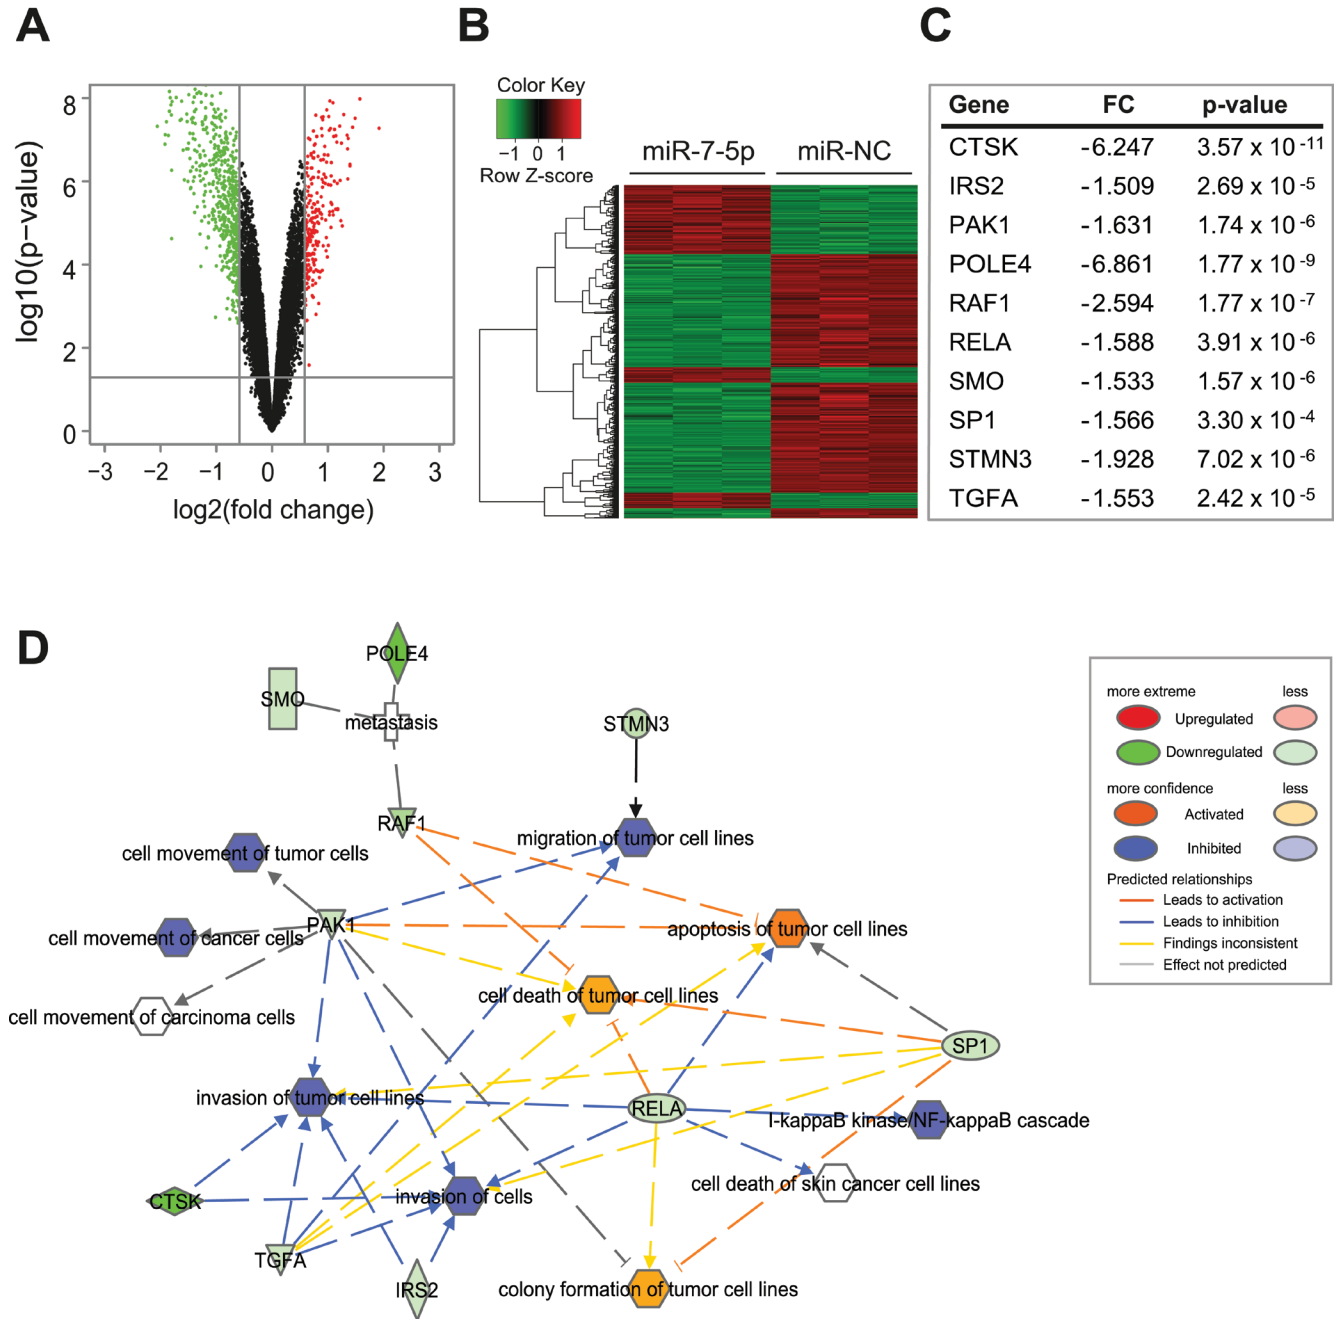 A
B
C
log10(p−value)
8
6
4
2
0
−3
−2
−1
0
1
2
3
log2(fold change)
Color Key
−1 0 1
Row Z-score
miR-7-5p
miR-NC
Gene FC p-value
CTSK -6.247 3.57 x 10 -11
IRS2 -1.509 2.69 x 10 -5
PAK1 -1.631 1.74 x 10 -6
POLE4 -6.861 1.77 x 10 -9
RAF1 -2.594 1.77 x 10 -7
RELA -1.588 3.91 x 10 -6
SMO -1.533 1.57 x 10 -6
SP1 -1.566 3.30 x 10 -4
STMN3 -1.928 7.02 x 10 -6
TGFA -1.553 2.42 x 10 -5
D
POLE4
SMO
metastasis
STMN3
RAF1
migration of tumor cell lines
cell movement of tumor cells
PAK1
apoptosis of tumor cell lines
cell movement of cancer cells
cell death of tumor cell lines
cell movement of carcinoma cells
SP1
invasion of tumor cell lines
RELA
I-kappaB kinase/NF-kappaB cascade
cell death of skin cancer cell lines
CTSK
invasion of cells
TGFA
IRS2
colony formation of tumor cell lines
more extreme less
Upregulated
Downregulated
more confidence less
Activated
Inhibited
Predicted relationships
Leads to activation
Leads to inhibition
Findings inconsistent
Effect not predicted